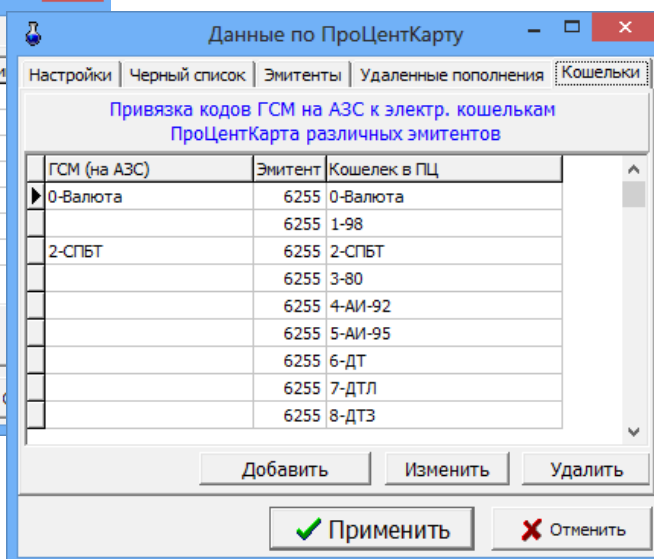 Данные по ПроЦентКарту
Настройки Черный список Эмитенты Удаленные пополнения Кошельки
Привязка кодов ГСМ на АЗС к электр. кошелькам
ПроЦентКарта различных эмитентов
ГСМ (на АЗС) Эмитент Кошелек в ПЦ
0-Валюта 6255 0-Валюта
6255 1-98
2-СПБТ 6255 2-СПБТ
6255 3-80
6255 4-АИ-92
6255 5-АИ-95
6255 6-ДТ
6255 7-ДТЛ
6255 8-ДТЗ
Добавить Изменить Удалить
Применить Отменить